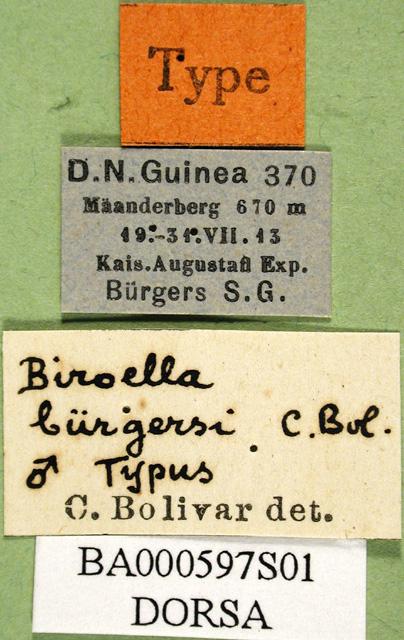 Type
D.N.Guinea 370
Mäanderberg 670 m
19.-31.VII.13
Kais.Augustafl Exp.
Bürgers S.G.
Biroella
bürgersi. C.Bol.
♂ Typus
C. Bolivar det.
BA000597S01
DORSA